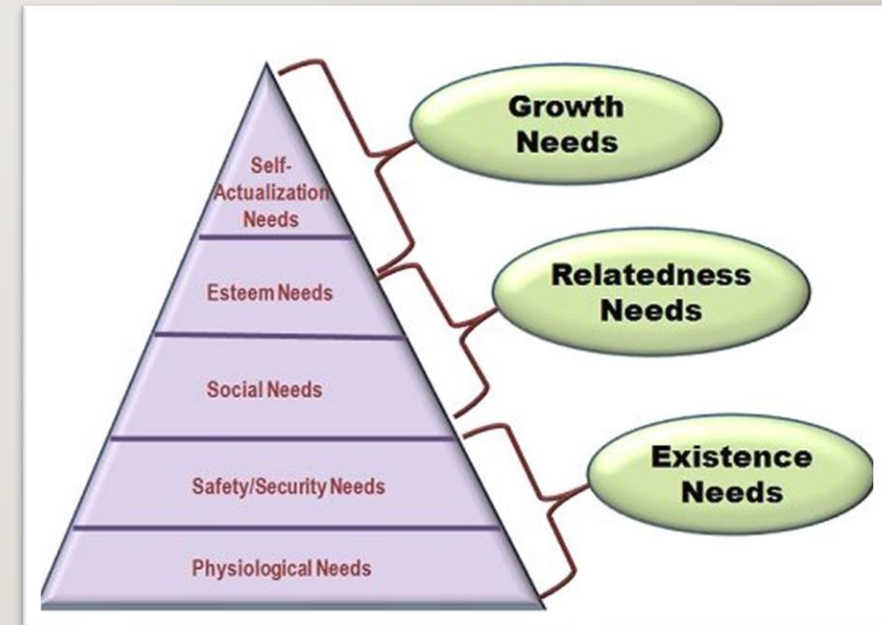 Self-
Actualization
Needs
Esteem Needs
Social Needs
Safety/Security Needs
Physiological Needs
Growth
Needs
Relatedness
Needs
Existence
Needs